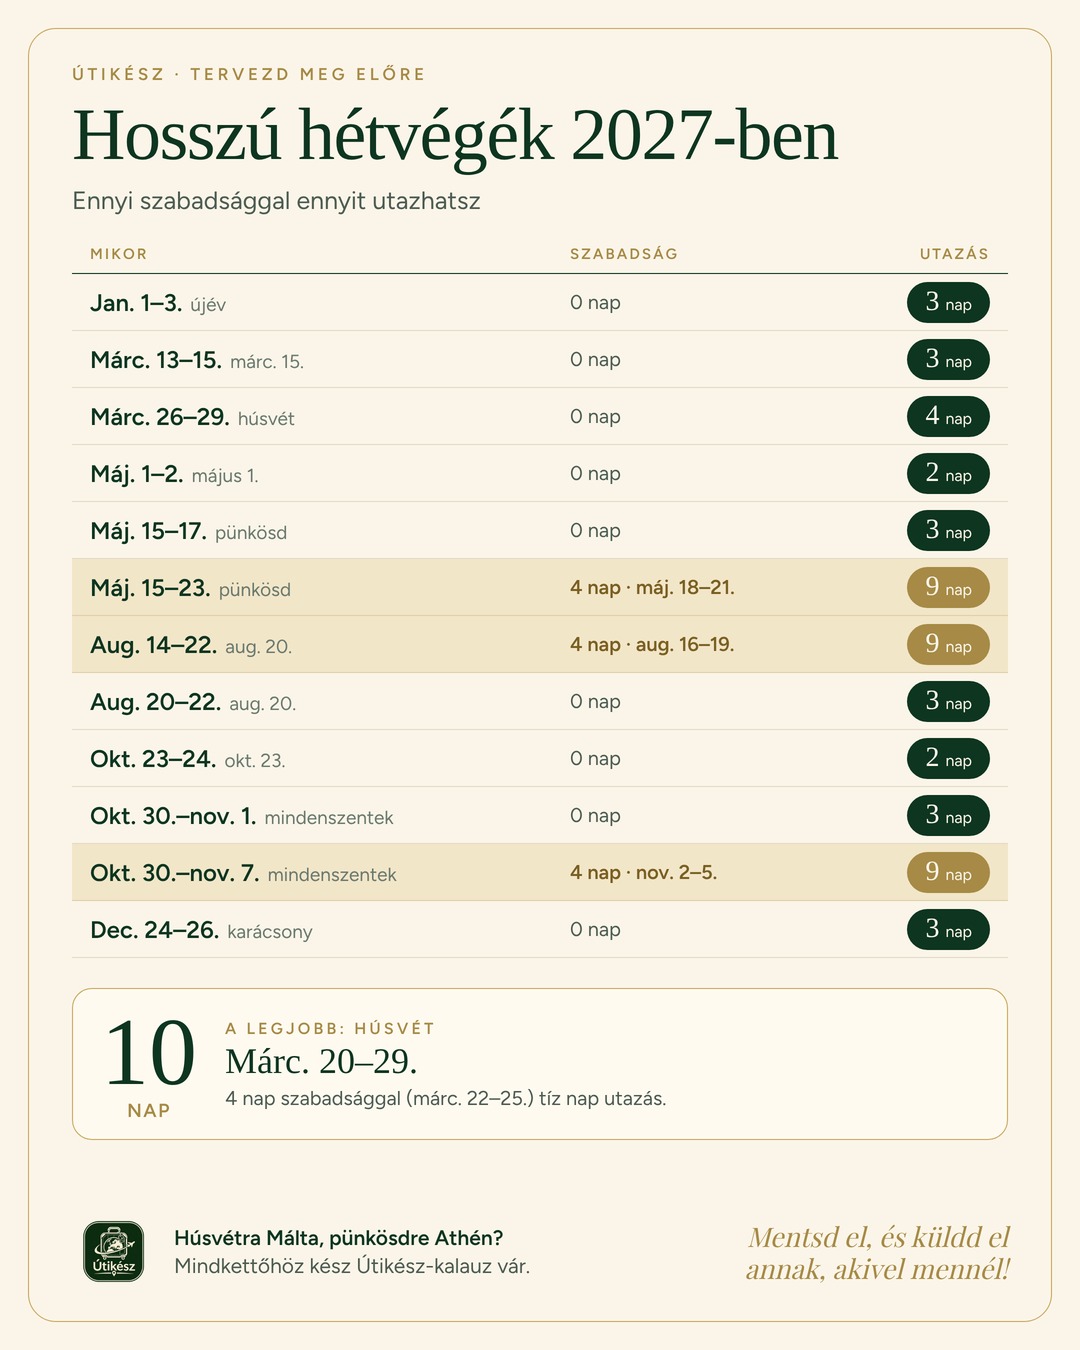 ÚTIKÉSZ · TERVEZD MEG ELŐRE
Hosszú hétvégék 2027-ben
Ennyi szabadsággal ennyit utazhatsz
MIKOR SZABADSÁG UTAZÁS
Jan. 1–3. újév 0 nap 3 nap
Márc. 13–15. márc. 15. 0 nap 3 nap
Márc. 26–29. húsvét 0 nap 4 nap
Máj. 1–2. május 1. 0 nap 2 nap
Máj. 15–17. pünkösd 0 nap 3 nap
Máj. 15–23. pünkösd 4 nap · máj. 18–21. 9 nap
Aug. 14–22. aug. 20. 4 nap · aug. 16–19. 9 nap
Aug. 20–22. aug. 20. 0 nap 3 nap
Okt. 23–24. okt. 23. 0 nap 2 nap
Okt. 30.–nov. 1. mindenszentek 0 nap 3 nap
Okt. 30.–nov. 7. mindenszentek 4 nap · nov. 2–5. 9 nap
Dec. 24–26. karácsony 0 nap 3 nap
10
NAP
A LEGJOBB: HÚSVÉT
Márc. 20–29.
4 nap szabadsággal (márc. 22–25.) tíz nap utazás.
Útikész
Húsvétra Málta, pünkösdre Athén?
Mindkettőhöz kész Útikész-kalauz vár.
Mentsd el, és küldd el
annak, akivel mennél!